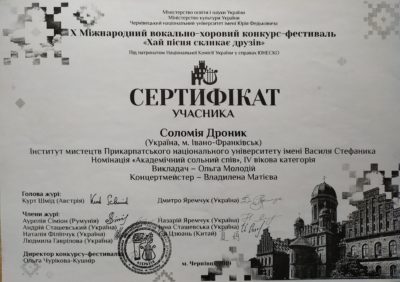 Міністерство освіти і науки України
Міністерство культури України
Чернівецький національний університет імені Юрія Федьковича
X Міжнародний вокально-хоровий конкурс-фестиваль
«Хай пісня скликає друзів»
Під патронатом Національної Комісії України у справах ЮНЕСКО
СЕРТИФІКАТ
УЧАСНИКА
Соломія Дроник
(Україна, м. Івано-Франківськ)
Інститут мистецтв Прикарпатського національного університету імені Василя Стефаника
Номінація «Академічний сольний спів», IV вікова категорія
Викладач – Ольга Молодій
Концертмейстер – Владилена Матієва
Голова журі:
Курт Шмід (Австрія)
Дмитро Яремчук (Україна)
Члени журі:
Аурелія Сіміон (Румунія)
Назарій Яремчук (Україна)
Андрій Сташевський (Україна)
Сташевська (Україна)
Наталія Філіпчук (Україна)
Цзюань (Китай)
Людмила Гаврілова (Україна)
Директор конкурсу-фестивалю
Ольга Чурікова-Кушнір